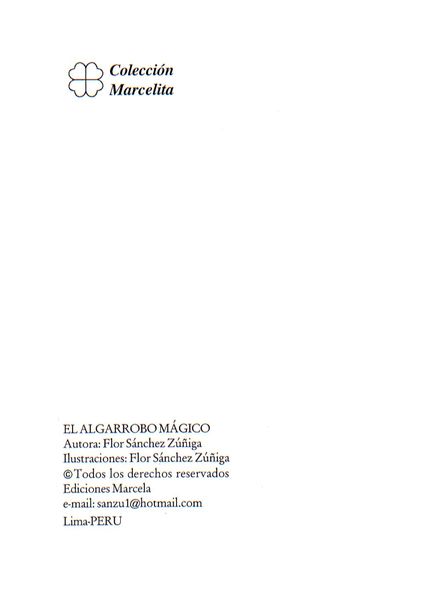 Colección
Marcelita
EL ALGARROBO MÁGICO
Autora: Flor Sánchez Zúñiga
Ilustraciones: Flor Sánchez Zúñiga
©Todos los derechos reservados
Ediciones Marcela
e-mail: sanzu1@hotmail.com
Lima-PERU